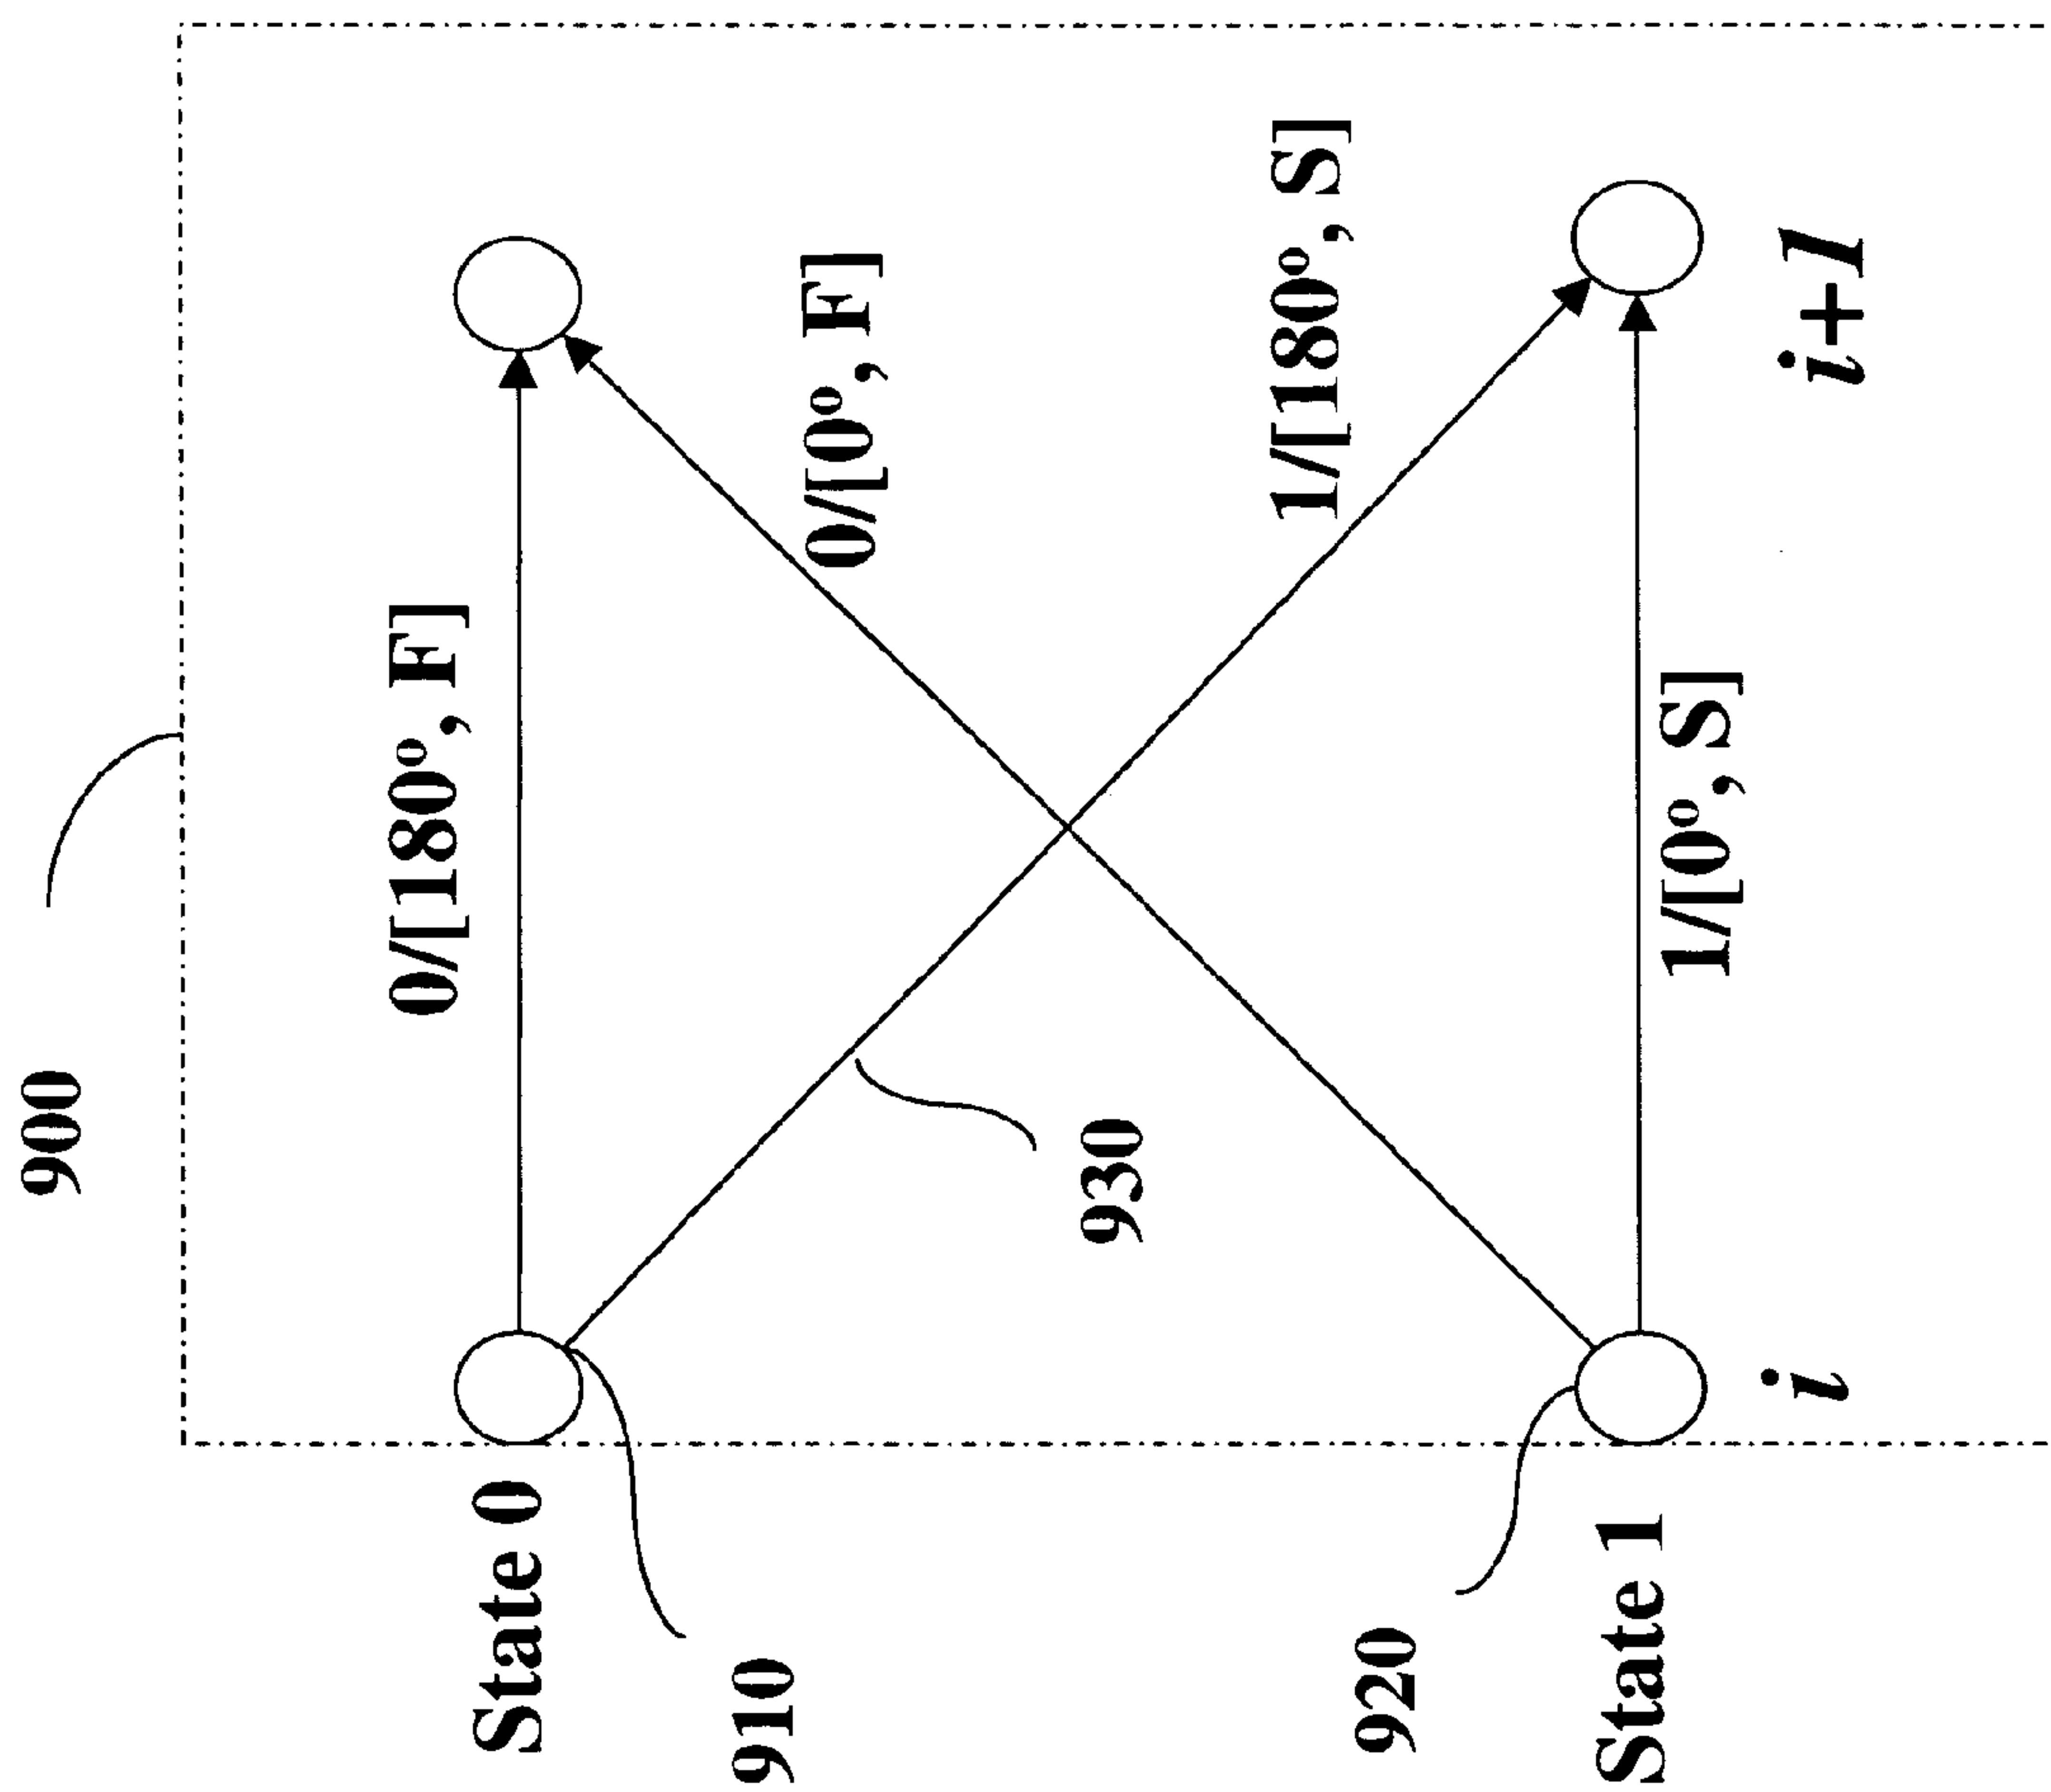 900
State 0
0/[180°, F]
910
0/[0°, F]
930
920
1/[180°, S]
State 1
1/[0°, S]
i
i+1